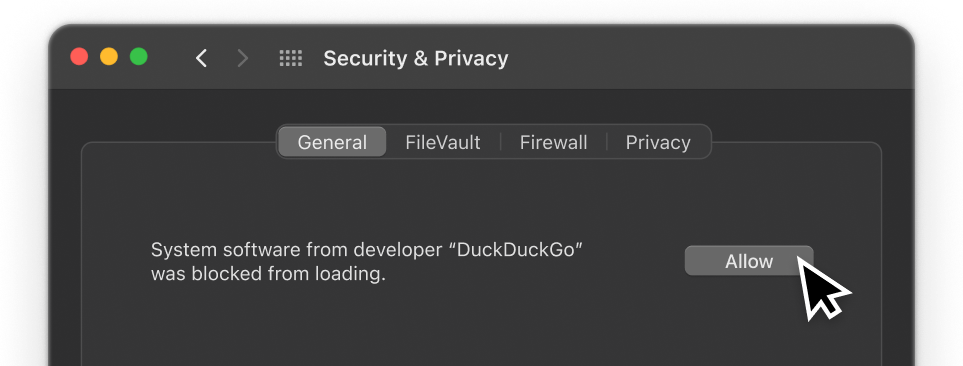 Security & Privacy
General FileVault Firewall Privacy
System software from developer “DuckDuckGo”
was blocked from loading.
Allow